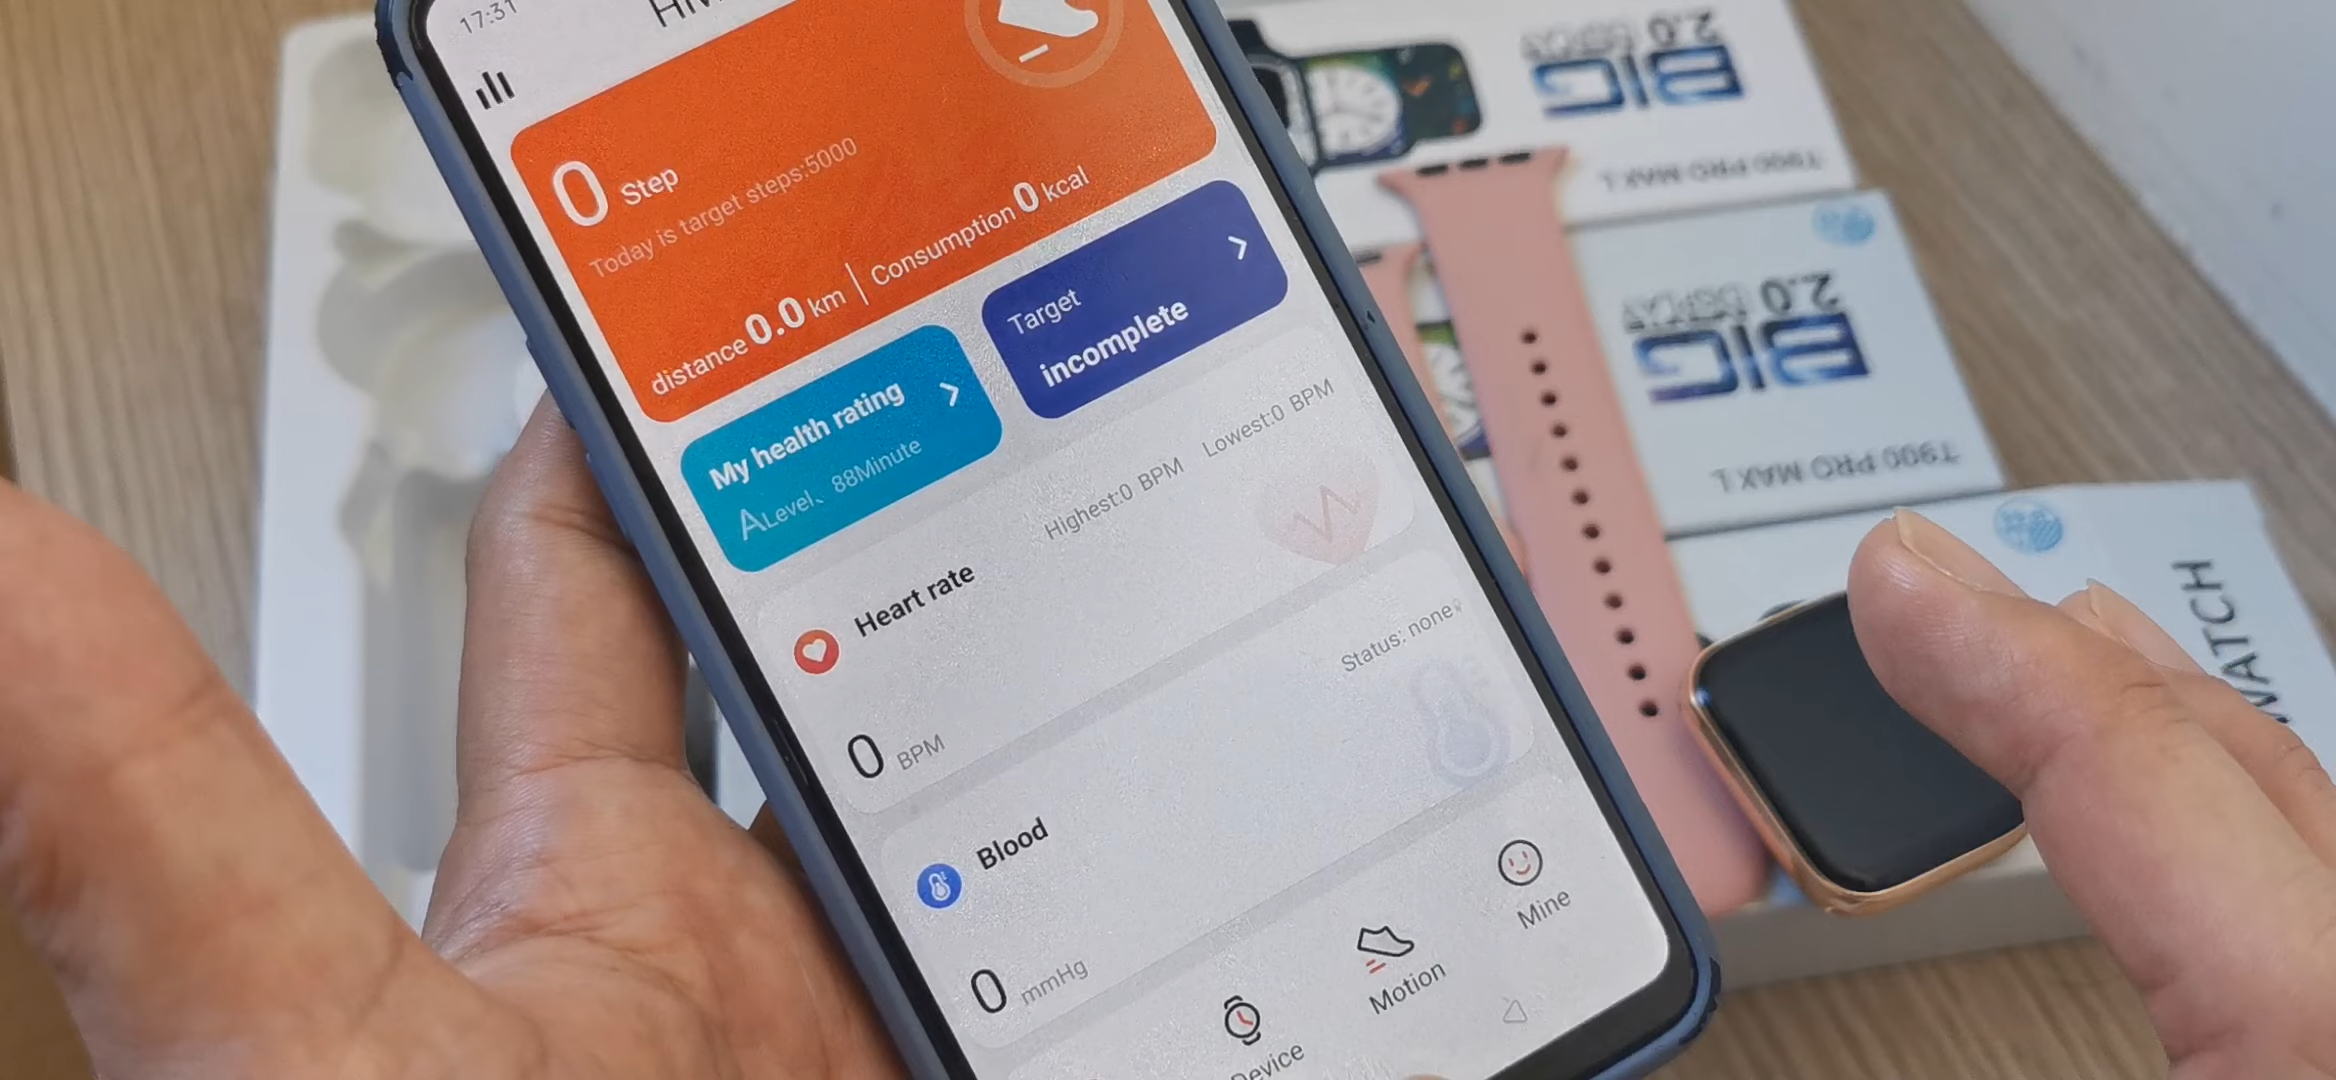 17:31
0 Step
Today is target steps:5000
distance 0.0 km | Consumption 0 kcal
My health rating
A Level、88Minute
Target
incomplete
Heart rate
Highest:0 BPM
Lowest:0 BPM
0 BPM
Blood
Status: none
0 mmHg
Device
Motion
Mine
BIG
2.0 DISPLAY
T900 PRO MAX L
BIG
2.0 DISPLAY
T900 PRO MAX L
WATCH